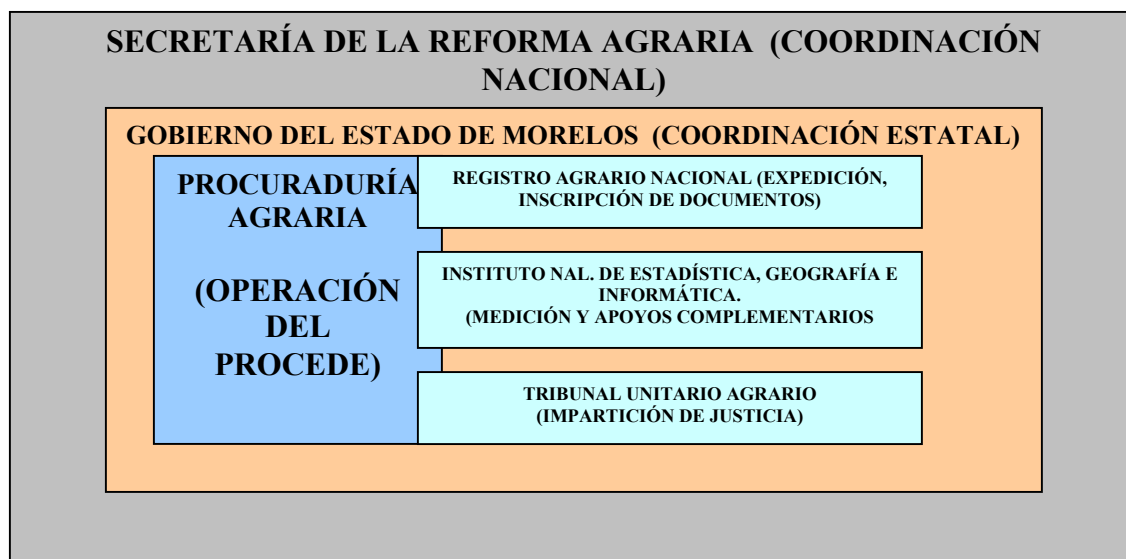 SECRETARÍA DE LA REFORMA AGRARIA (COORDINACIÓN
NACIONAL)
GOBIERNO DEL ESTADO DE MORELOS (COORDINACIÓN ESTATAL)
PROCURADURÍA
AGRARIA
(OPERACIÓN
DEL
PROCEDE)
REGISTRO AGRARIO NACIONAL (EXPEDICIÓN,
INSCRIPCIÓN DE DOCUMENTOS)
INSTITUTO NAL. DE ESTADÍSTICA, GEOGRAFÍA E
INFORMÁTICA.
(MEDICIÓN Y APOYOS COMPLEMENTARIOS
TRIBUNAL UNITARIO AGRARIO
(IMPARTICIÓN DE JUSTICIA)